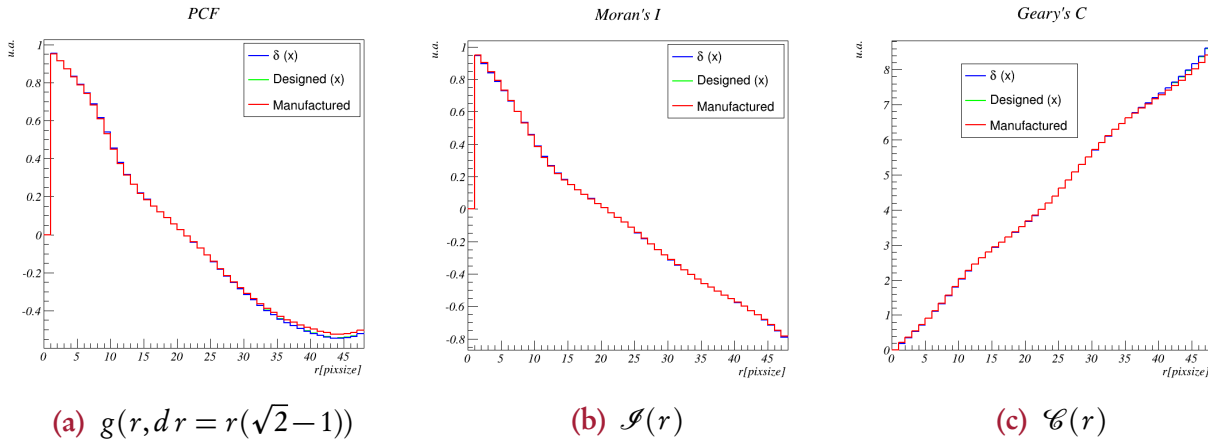 PCF
u.a.
1
0.8
0.6
0.4
0.2
0
-0.2
-0.4
δ (x)
Designed (x)
Manufactured
0 5 10 15 20 25 30 35 40 45
r[pixsize]
(a) g(r,dr = r(√2−1))
Moran's I
u.a.
1
0.8
0.6
0.4
0.2
0
-0.2
-0.4
-0.6
-0.8
δ (x)
Designed (x)
Manufactured
0 5 10 15 20 25 30 35 40 45
r[pixsize]
(b) ℐ(r)
Geary's C
u.a.
8
7
6
5
4
3
2
1
0
δ (x)
Designed (x)
Manufactured
0 5 10 15 20 25 30 35 40 45
r[pixsize]
(c) 𝒞(r)